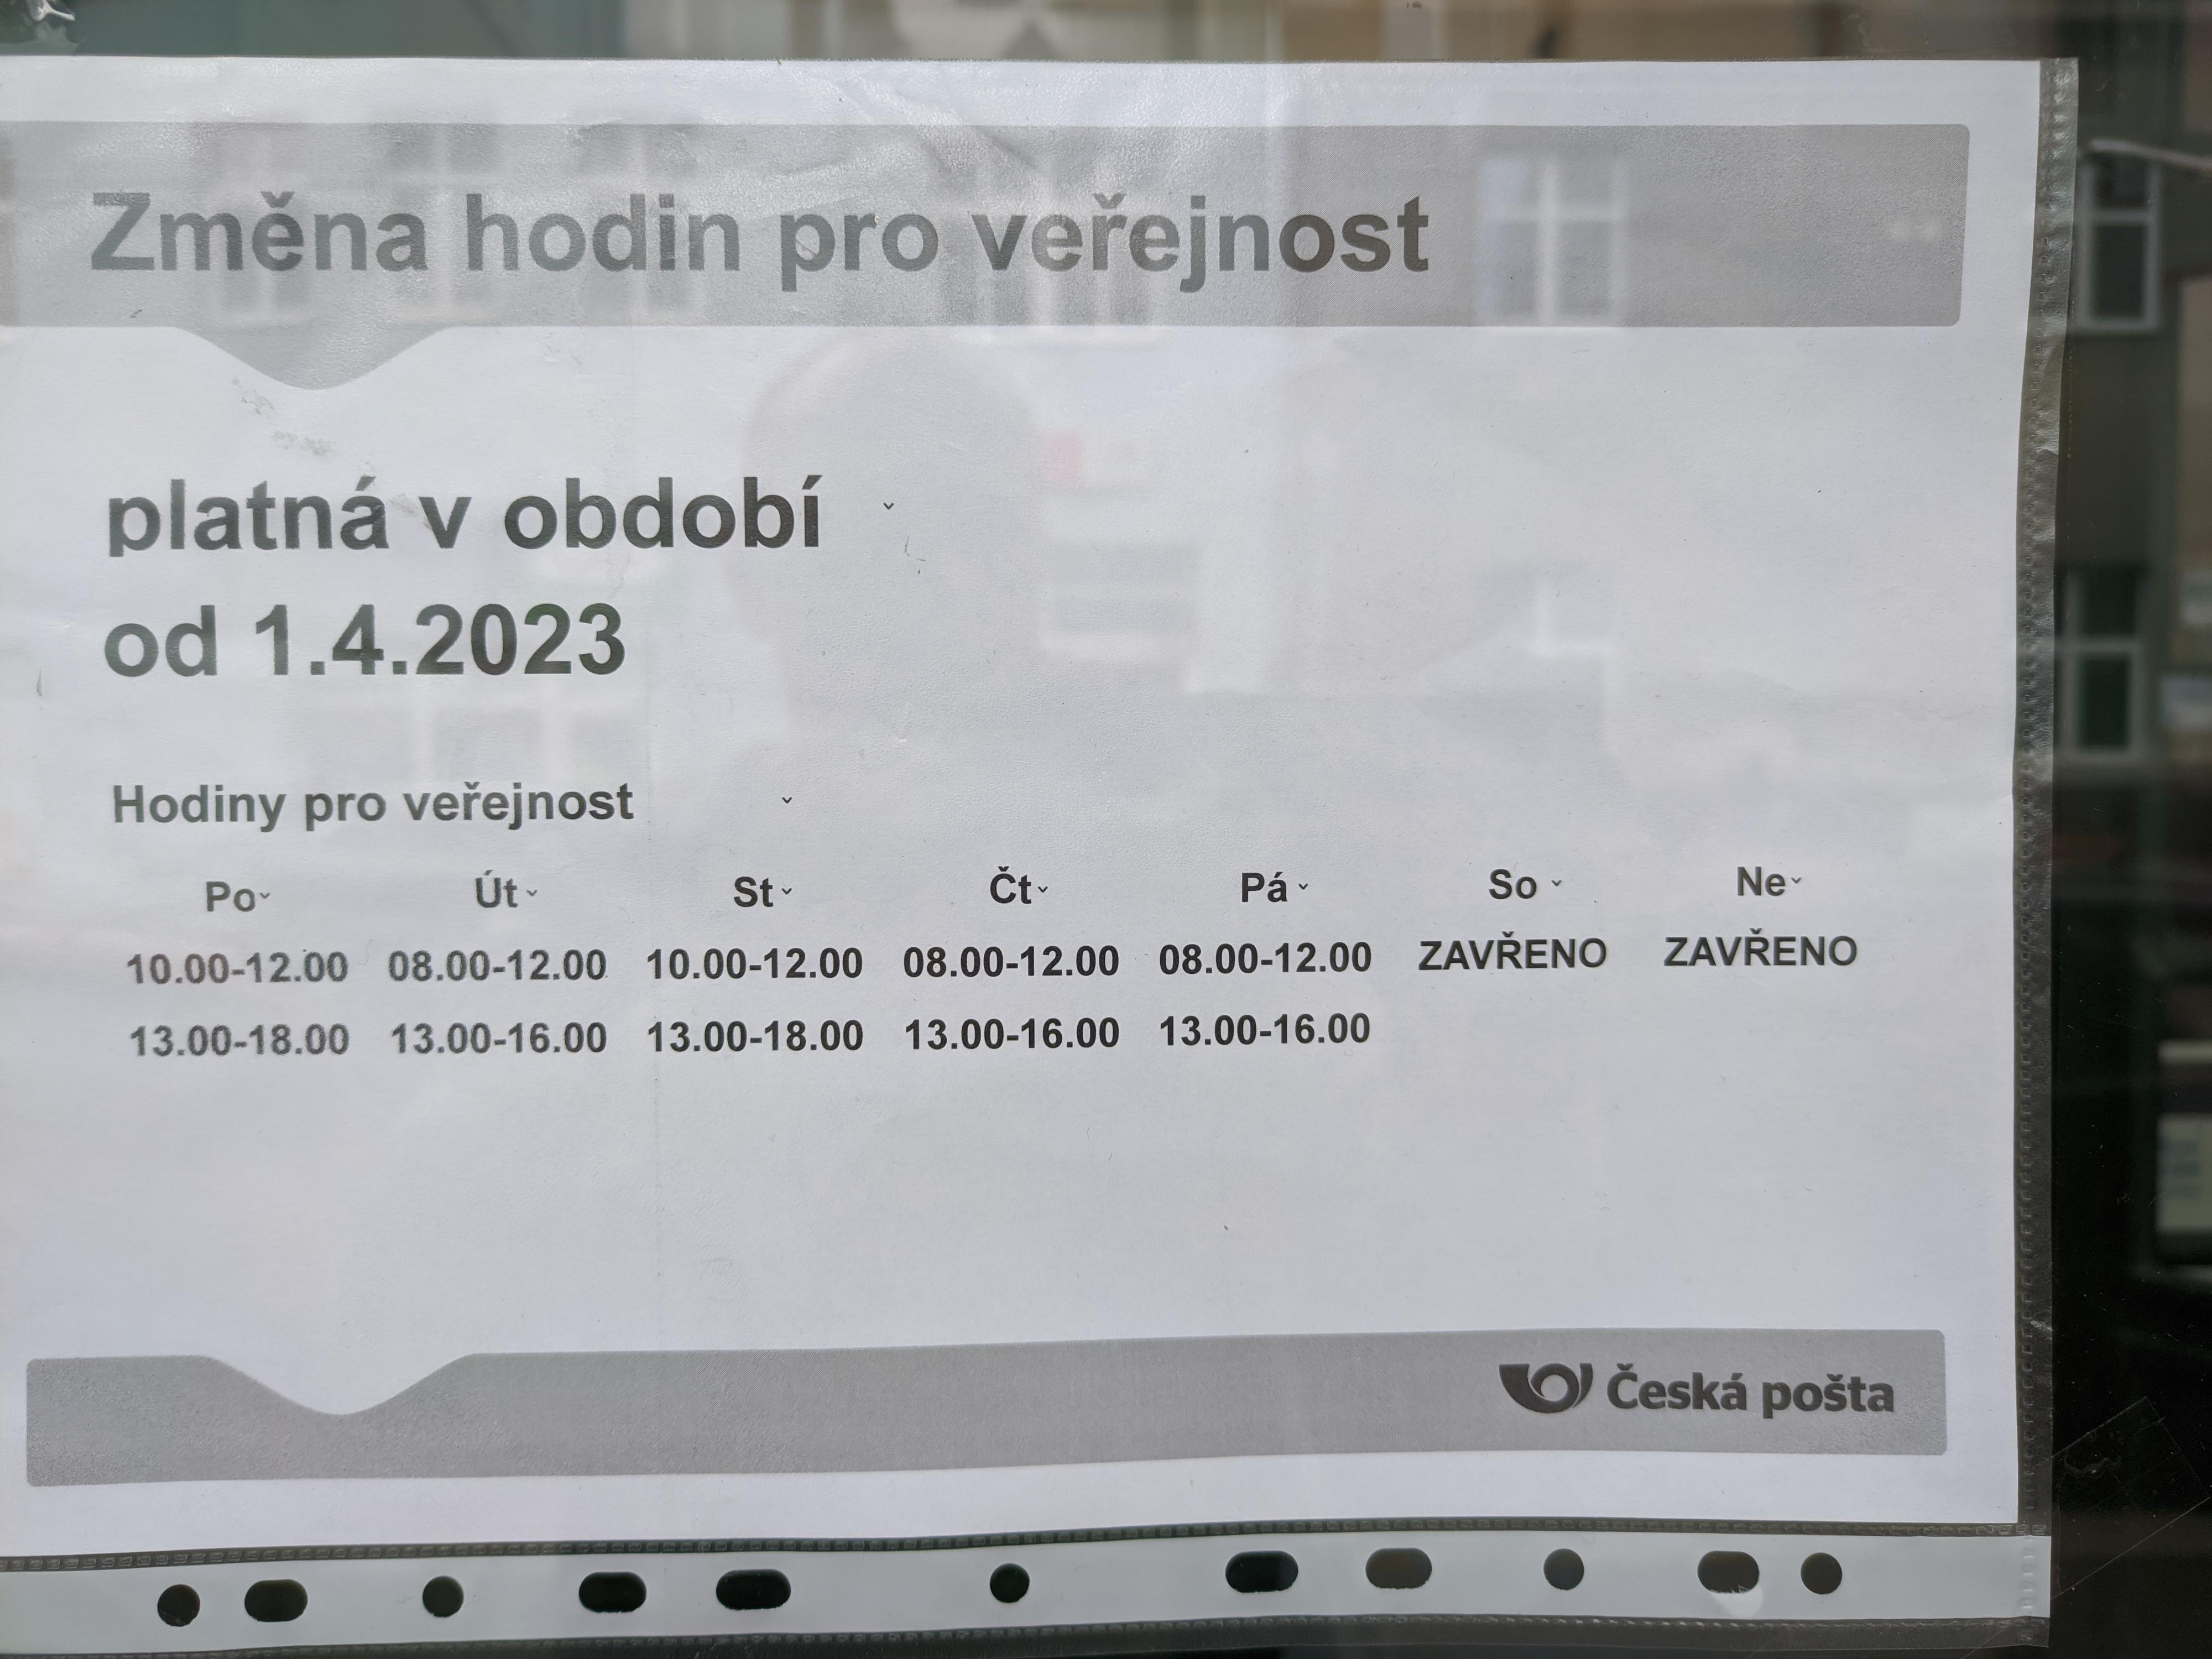 Změna hodin pro veřejnost
platná v období
od 1.4.2023
Hodiny pro veřejnost
Po Út St Čt Pá So Ne
10.00-12.00 08.00-12.00 10.00-12.00 08.00-12.00 08.00-12.00 ZAVŘENO ZAVŘENO
13.00-18.00 13.00-16.00 13.00-18.00 13.00-16.00 13.00-16.00
Česká pošta